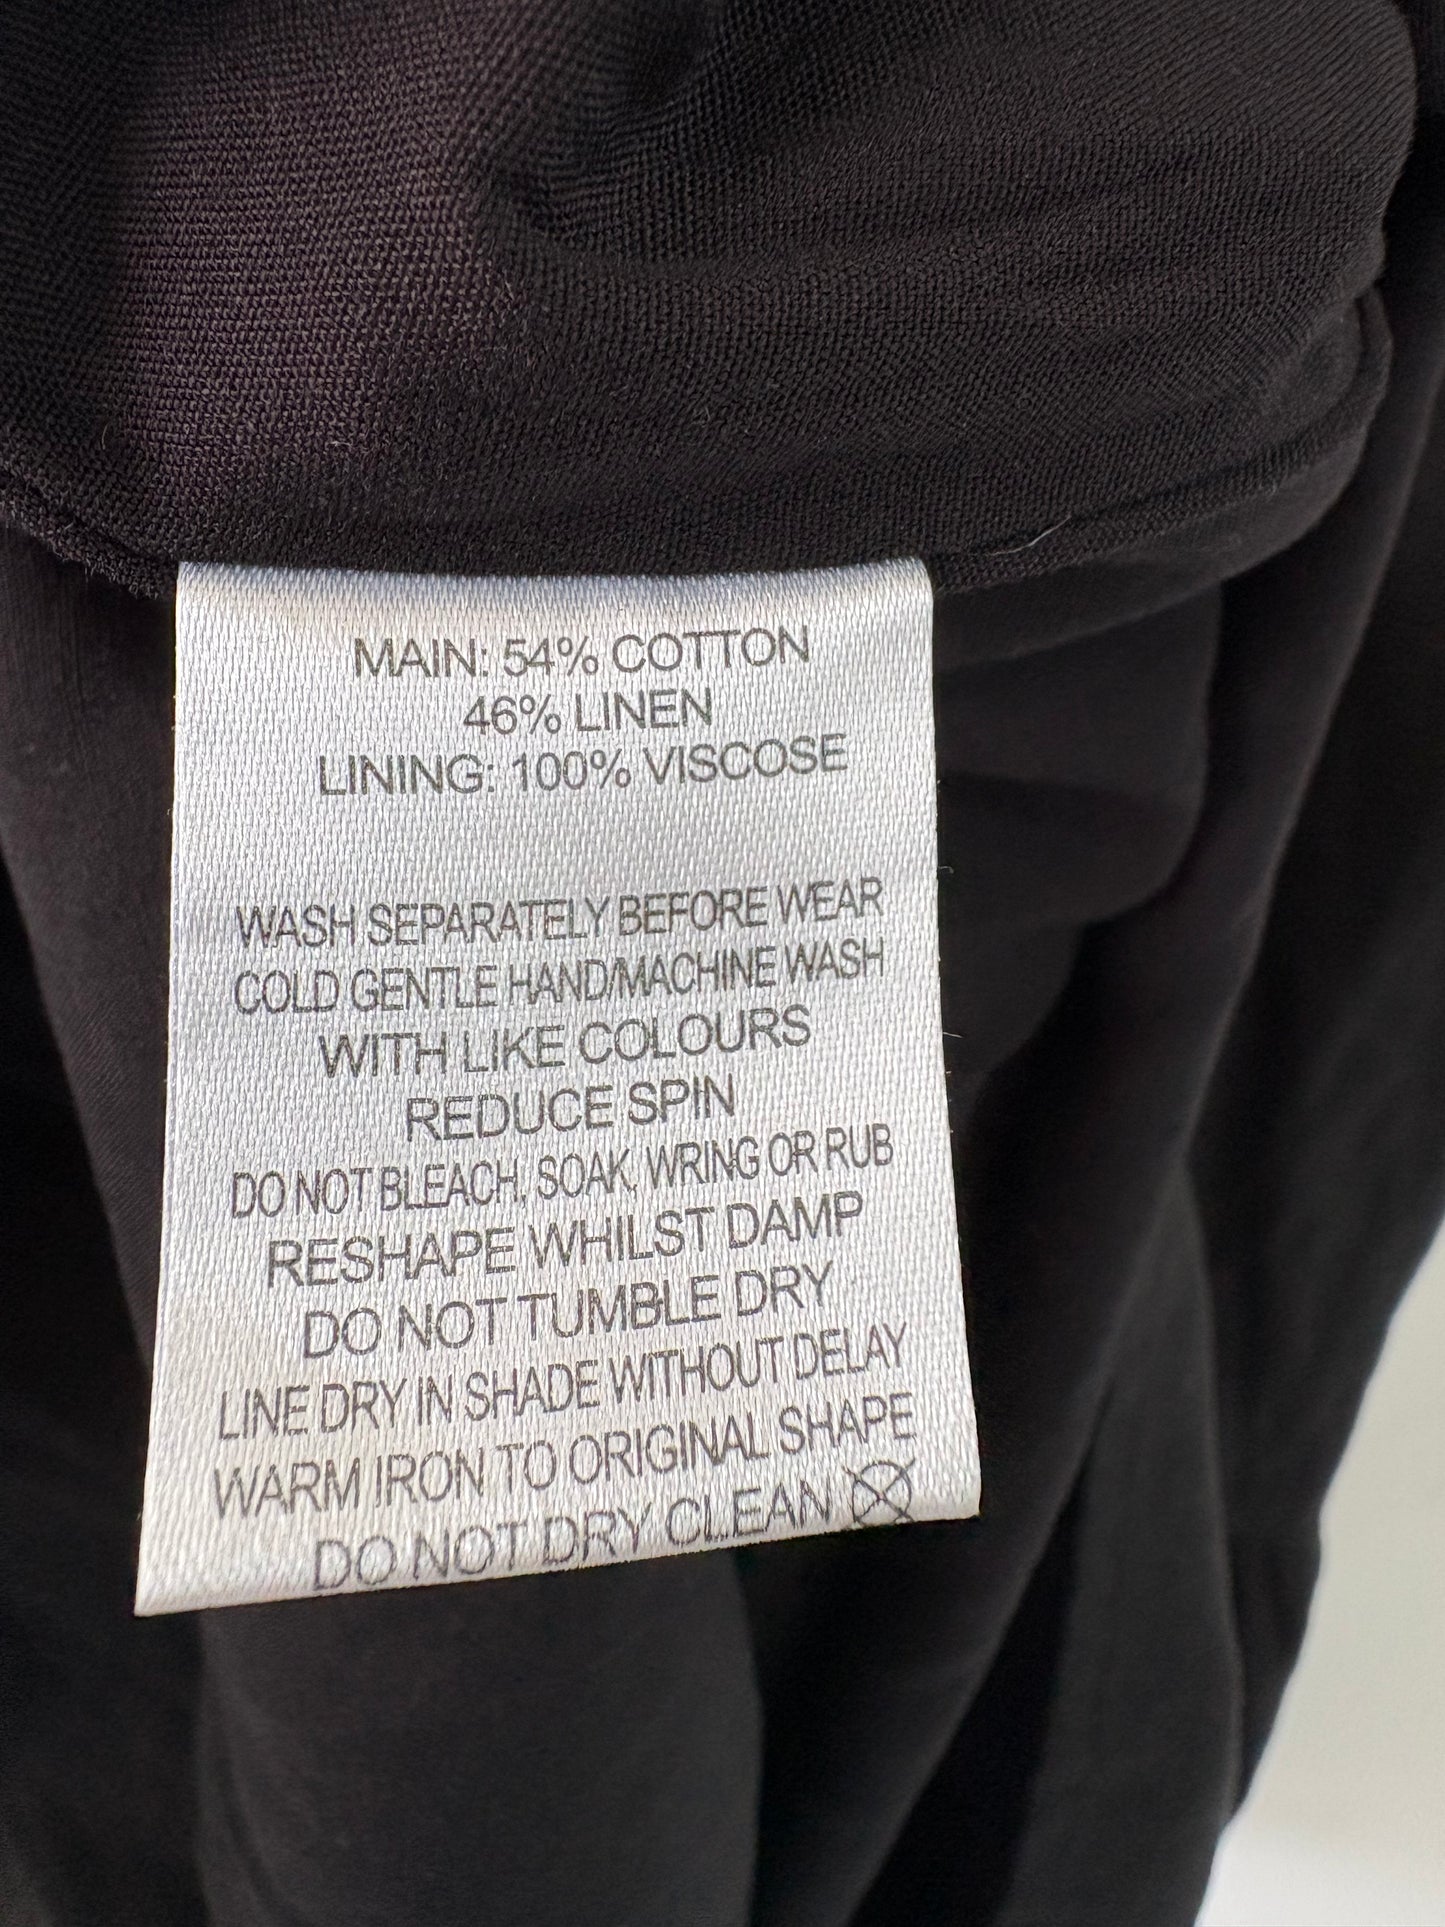 MAIN: 54% COTTON
46% LINEN
LINING: 100% VISCOSE
WASH SEPARATELY BEFORE WEAR
COLD GENTLE HAND/MACHINE WASH
WITH LIKE COLOURS
REDUCE SPIN
DO NOT BLEACH, SOAK, WRING OR RUB
RESHAPE WHILST DAMP
DO NOT TUMBLE DRY
LINE DRY IN SHADE WITHOUT DELAY
WARM IRON TO ORIGINAL SHAPE
DO NOT DRY CLEAN